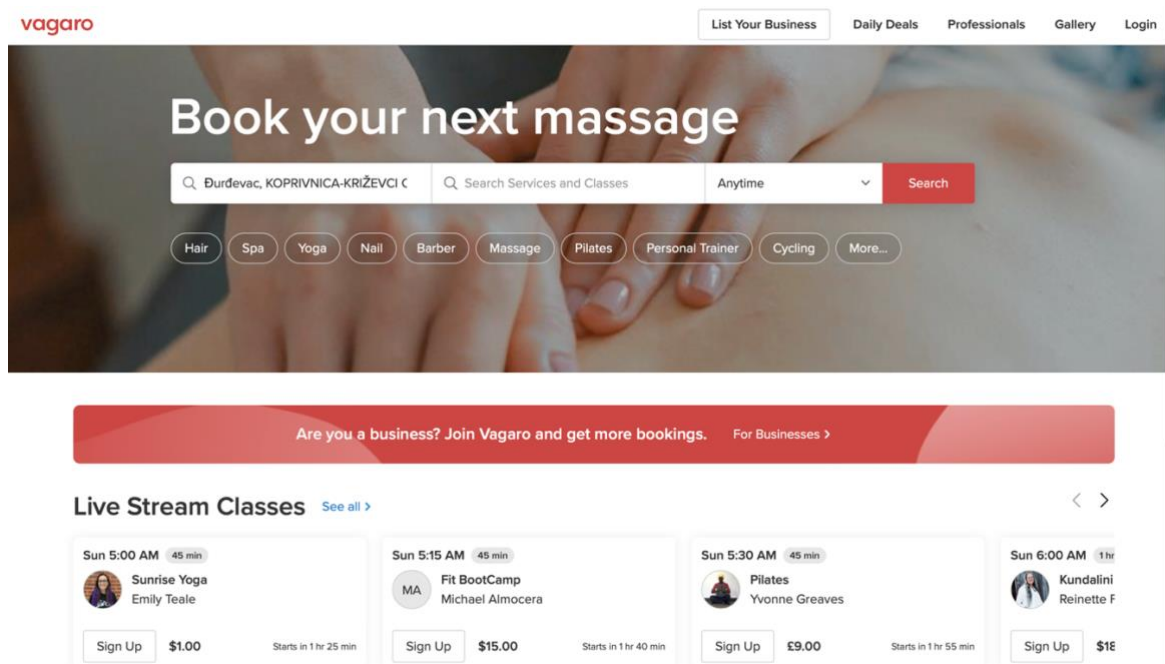 vagaro
List Your Business Daily Deals Professionals Gallery Login
Book your next massage
Đurđevac, KOPRIVNICA-KRIŽEVCI C Search Services and Classes Anytime Search
Hair Spa Yoga Nail Barber Massage Pilates Personal Trainer Cycling More...
Are you a business? Join Vagaro and get more bookings. For Businesses >
Live Stream Classes See all >
Sun 5:00 AM 45 min
Sunrise Yoga
Emily Teale
Sign Up $1.00 Starts in 1 hr 25 min
Sun 5:15 AM 45 min
MA
Fit BootCamp
Michael Almocera
Sign Up $15.00 Starts in 1 hr 40 min
Sun 5:30 AM 45 min
Pilates
Yvonne Greaves
Sign Up £9.00 Starts in 1 hr 55 min
Sun 6:00 AM 1 hr
Kundalini
Reinette F
Sign Up $18